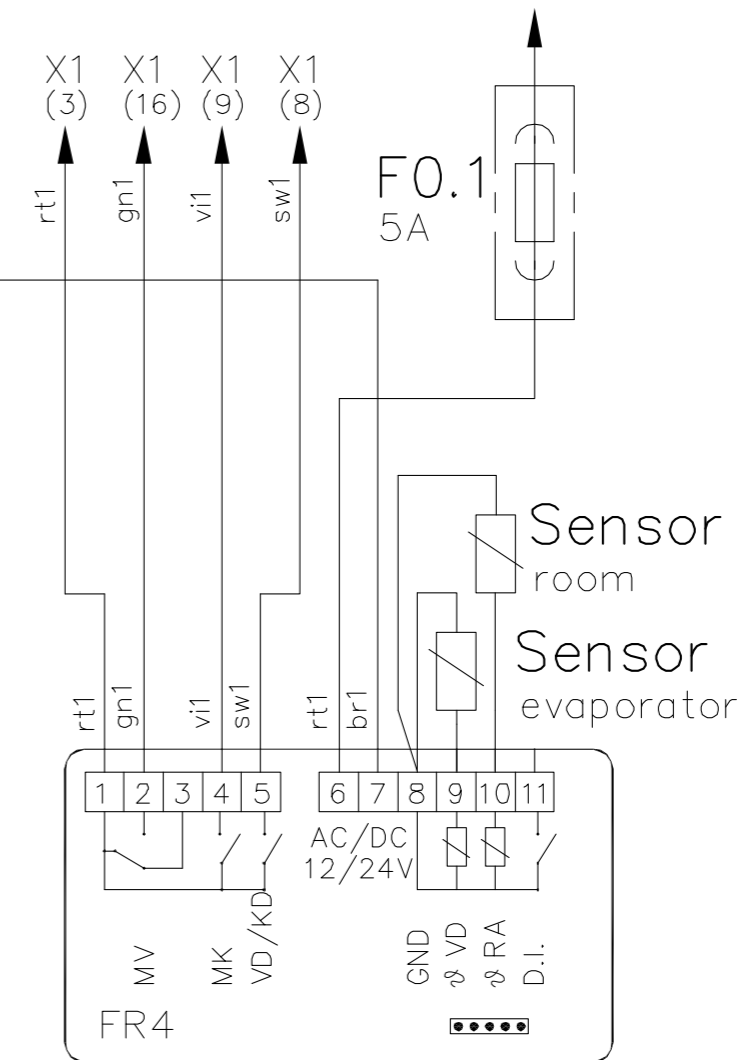 X1 X1 X1 X1
(3) (16) (9) (8)
F0.1
5A
rt1 gn1 vi1 sw1
Sensor
room
Sensor
evaporator
rt1 gn1 vi1 sw1 rt1 br1
1 2 3 4 5 6 7 8 9 10 11
AC/DC
12/24V
MV MK VD/KD GND ϑ VD ϑ RA D.I.
FR4